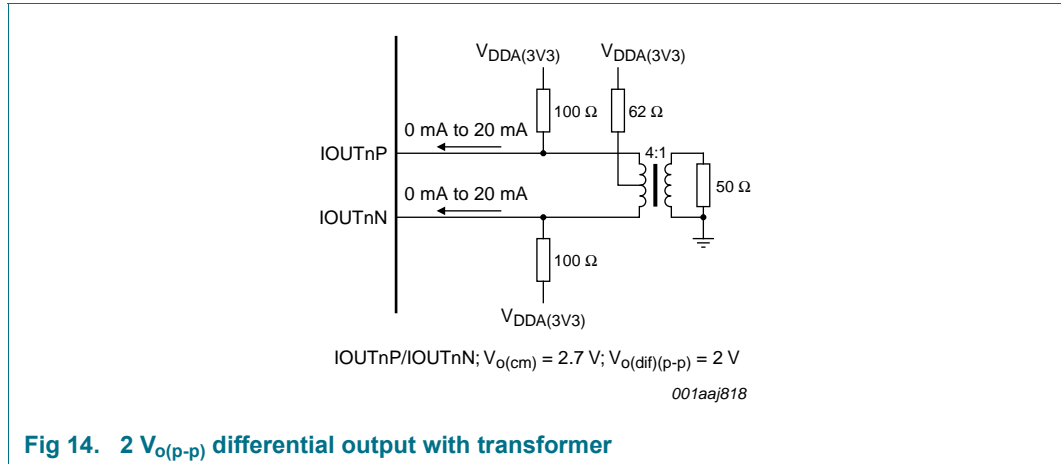 VDDA(3V3) VDDA(3V3)
100 Ω 62 Ω
0 mA to 20 mA
IOUTnP
4:1
50 Ω
0 mA to 20 mA
IOUTnN
100 Ω
VDDA(3V3)
IOUTnP/IOUTnN; Vo(cm) = 2.7 V; Vo(dif)(p-p) = 2 V
001aaj818
Fig 14. 2 Vo(p-p) differential output with transformer